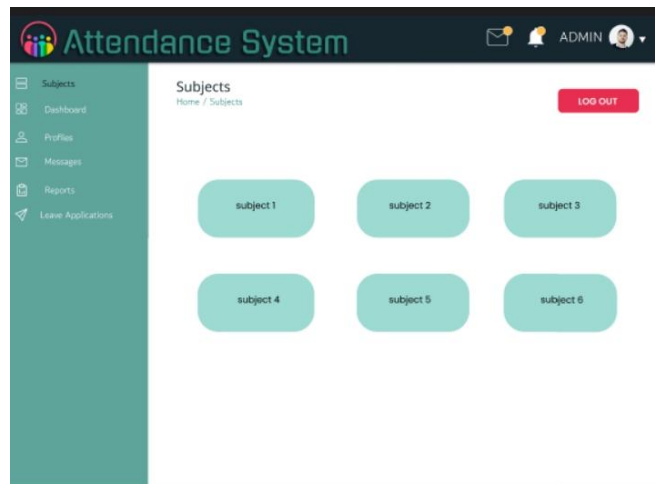 Attendance System
ADMIN
Subjects
Dashboard
Profiles
Messages
Reports
Leave Applications
Subjects
Home / Subjects
LOG OUT
subject 1
subject 2
subject 3
subject 4
subject 5
subject 6